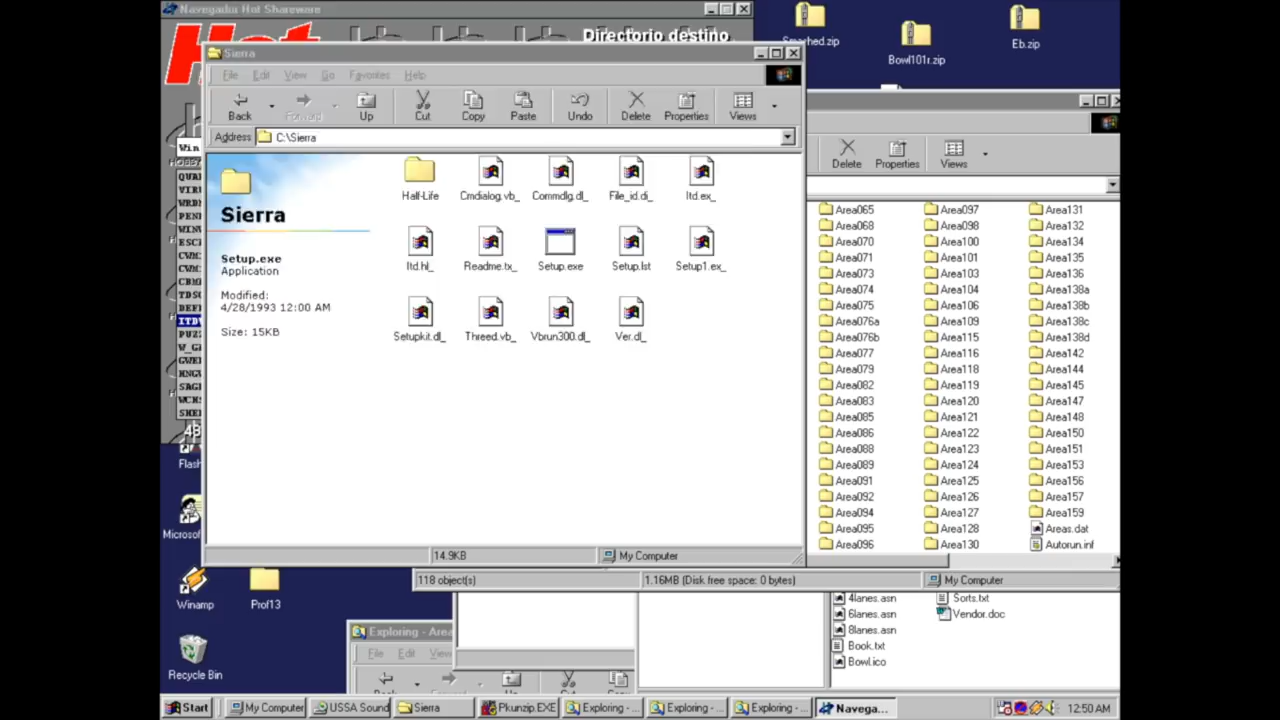 Navegador Hot Shareware
Hot
Directorio destino
Smashed.zip
Bowl101r.zip
Eb.zip
Sierra
File Edit View Go Favorites Help
Back Forward Up Cut Copy Paste Undo Delete Properties Views
Address C:\Sierra
Sierra
Setup.exe
Application
Modified:
4/28/1993 12:00 AM
Size: 15KB
Half-Life Cmdialog.vb_ Commdlg.dl_ File_id.di_ Itd.ex_
Itd.hl_ Readme.tx_ Setup.exe Setup.lst Setup1.ex_
Setupkit.dl_ Threed.vb_ Vbrun300.dl_ Ver.dl_
14.9KB My Computer
Delete Properties Views
Area065 Area097 Area131
Area068 Area098 Area132
Area070 Area100 Area134
Area071 Area101 Area135
Area073 Area103 Area136
Area074 Area104 Area138a
Area075 Area106 Area138b
Area076a Area109 Area138c
Area076b Area115 Area138d
Area077 Area116 Area142
Area079 Area118 Area144
Area082 Area119 Area145
Area083 Area120 Area147
Area085 Area121 Area148
Area086 Area122 Area150
Area088 Area123 Area151
Area089 Area124 Area153
Area091 Area125 Area156
Area092 Area126 Area157
Area094 Area127 Area159
Area095 Area128 Areas.dat
Area096 Area130 Autorun.inf
118 object(s) 1.16MB (Disk free space: 0 bytes) My Computer
Win
Flash
Microsof
Winamp
Prof13
Recycle Bin
4lanes.asn Sorts.txt
6lanes.asn Vendor.doc
8lanes.asn
Book.txt
Bowl.ico
Exploring - Area
File Edit View
Start My Computer USSA Sound Sierra Pkunzip.EXE Exploring - ... Exploring - ... Exploring - ... Navega... 12:50 AM